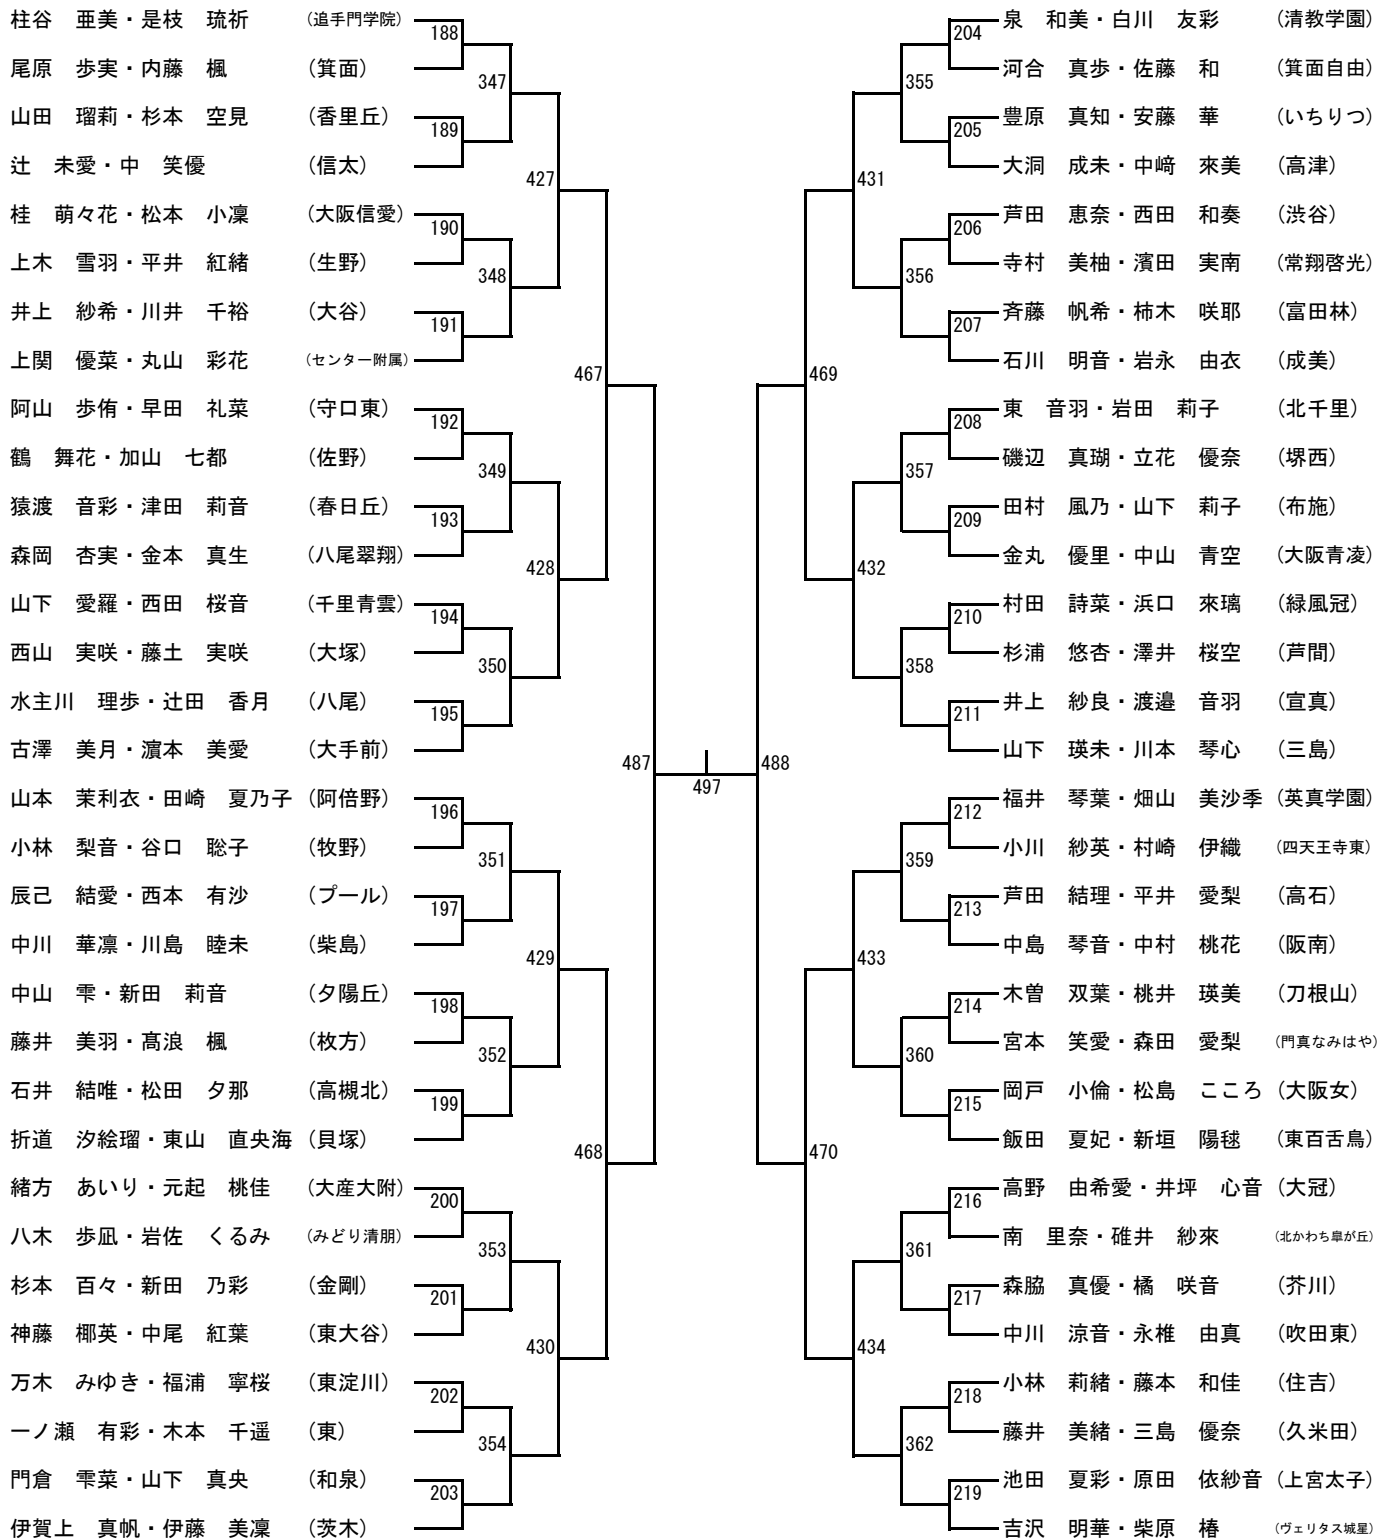 柱谷　亜美・是枝　琉祈　（追手門学院）
188
尾原　歩実・内藤　楓　（箕面）
347
山田　瑠莉・杉本　空見　（香里丘）
189
辻　未愛・中　笑優　（信太）
427
桂　萌々花・松本　小凜　（大阪信愛）
190
上木　雪羽・平井　紅緒　（生野）
348
井上　紗希・川井　千裕　（大谷）
191
上関　優菜・丸山　彩花　（センター附属）
467
阿山　歩侑・早田　礼菜　（守口東）
192
鶴　舞花・加山　七都　（佐野）
349
猿渡　音彩・津田　莉音　（春日丘）
193
森岡　杏実・金本　真生　（八尾翠翔）
428
山下　愛羅・西田　桜音　（千里青雲）
194
西山　実咲・藤土　実咲　（大塚）
350
水主川　理歩・辻田　香月　（八尾）
195
古澤　美月・濵本　美愛　（大手前）
487
山本　茉利衣・田崎　夏乃子　（阿倍野）
196
小林　梨音・谷口　聡子　（牧野）
351
辰己　結愛・西本　有沙　（プール）
197
中川　華凛・川島　睦未　（柴島）
429
中山　雫・新田　莉音　（夕陽丘）
198
藤井　美羽・髙浪　楓　（枚方）
352
石井　結唯・松田　夕那　（高槻北）
199
折道　汐絵瑠・東山　直央海　（貝塚）
468
緒方　あいり・元起　桃佳　（大産大附）
200
八木　歩凪・岩佐　くるみ　（みどり清朋）
353
杉本　百々・新田　乃彩　（金剛）
201
神藤　椰英・中尾　紅葉　（東大谷）
430
万木　みゆき・福浦　寧桜　（東淀川）
202
一ノ瀬　有彩・木本　千遥　（東）
354
門倉　雫菜・山下　真央　（和泉）
203
伊賀上　真帆・伊藤　美凜　（茨木）
497
泉　和美・白川　友彩　（清教学園）
204
河合　真歩・佐藤　和　（箕面自由）
355
豊原　真知・安藤　華　（いちりつ）
205
大洞　成未・中﨑　來美　（高津）
431
芦田　恵奈・西田　和奏　（渋谷）
206
寺村　美柚・濱田　実南　（常翔啓光）
356
斉藤　帆希・柿木　咲耶　（富田林）
207
石川　明音・岩永　由衣　（成美）
469
東　音羽・岩田　莉子　（北千里）
208
磯辺　真瑚・立花　優奈　（堺西）
357
田村　風乃・山下　莉子　（布施）
209
金丸　優里・中山　青空　（大阪青凌）
432
村田　詩菜・浜口　來璃　（緑風冠）
210
杉浦　悠杏・澤井　桜空　（芦間）
358
井上　紗良・渡邉　音羽　（宣真）
211
山下　瑛未・川本　琴心　（三島）
488
福井　琴葉・畑山　美沙季　（英真学園）
212
小川　紗英・村崎　伊織　（四天王寺東）
359
芦田　結理・平井　愛梨　（高石）
213
中島　琴音・中村　桃花　（阪南）
433
木曽　双葉・桃井　瑛美　（刀根山）
214
宮本　笑愛・森田　愛梨　（門真なみはや）
360
岡戸　小倫・松島　こころ　（大阪女）
215
飯田　夏妃・新垣　陽毬　（東百舌鳥）
470
高野　由希愛・井坪　心音　（大冠）
216
南　里奈・碓井　紗來　（北かわち皐が丘）
361
森脇　真優・橘　咲音　（芥川）
217
中川　涼音・永椎　由真　（吹田東）
434
小林　莉緒・藤本　和佳　（住吉）
218
藤井　美緒・三島　優奈　（久米田）
362
池田　夏彩・原田　依紗音　（上宮太子）
219
吉沢　明華・柴原　椿　（ヴェリタス城星）